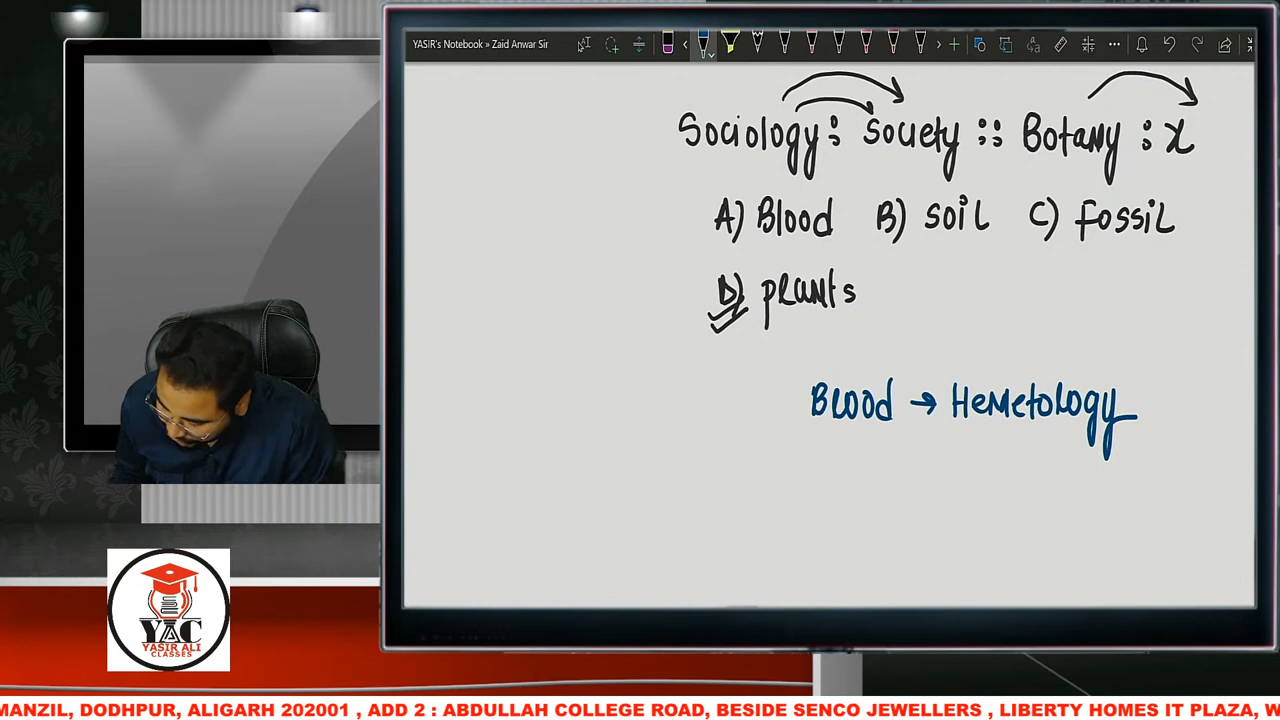 YASIR's Notebook » Zaid Anwar Sir
Sociology : Society :: Botany : x
A) Blood B) Soil C) Fossil
D) plants
Blood → Hemetology
YAC
YASIR ALI
CLASSES
MANZIL, DODHPUR, ALIGARH 202001 , ADD 2 : ABDULLAH COLLEGE ROAD, BESIDE SENCO JEWELLERS , LIBERTY HOMES IT PLAZA, W